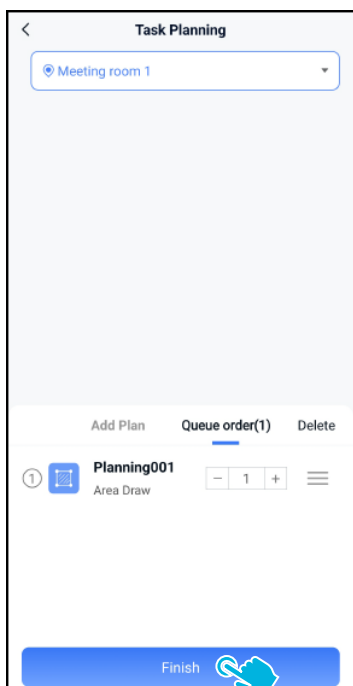 Task Planning
Meeting room 1
Add Plan Queue order(1) Delete
1 Planning001 - 1 +
Area Draw
Finish